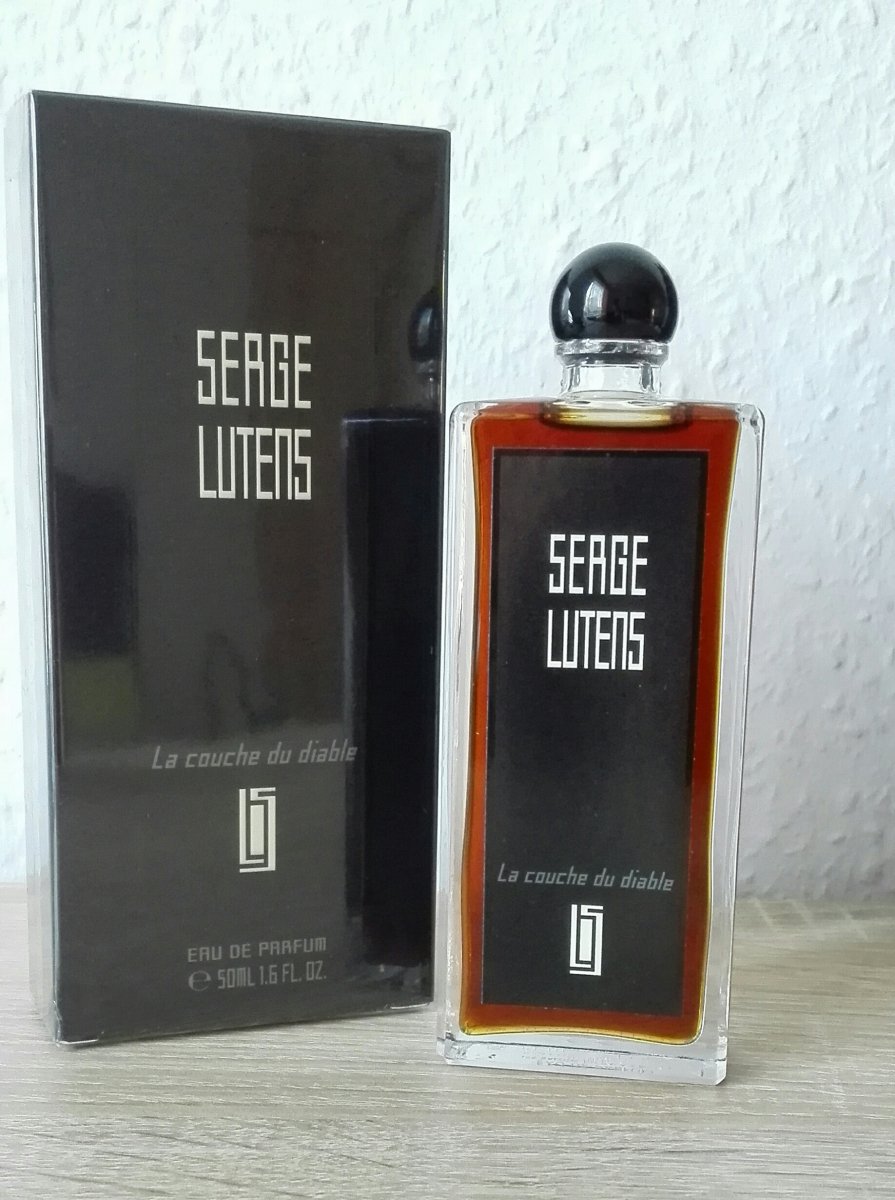 SERGE
LUTENS
La couche du diable
EAU DE PARFUM
℮ 50ML 1.6 FL. OZ.
SERGE
LUTENS
La couche du diable